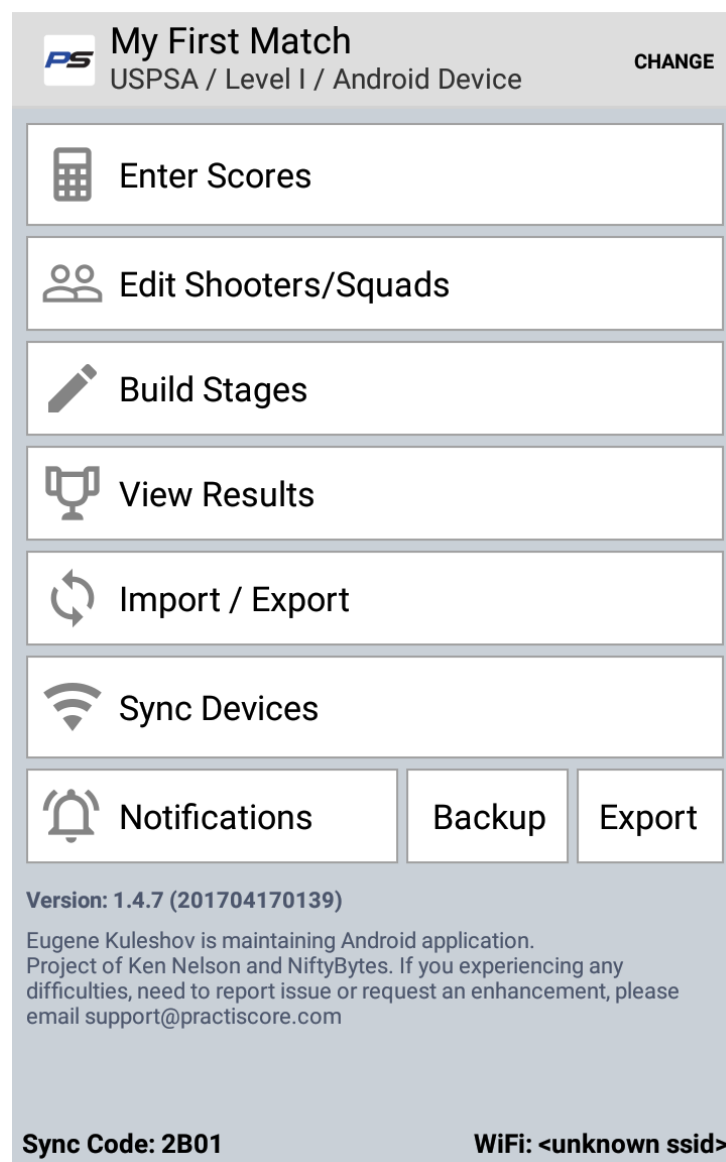 PS
My First Match
USPSA / Level I / Android Device
CHANGE
Enter Scores
Edit Shooters/Squads
Build Stages
View Results
Import / Export
Sync Devices
Notifications
Backup
Export
Version: 1.4.7 (201704170139)
Eugene Kuleshov is maintaining Android application.
Project of Ken Nelson and NiftyBytes. If you experiencing any
difficulties, need to report issue or request an enhancement, please
email support@practiscore.com
Sync Code: 2B01
WiFi: <unknown ssid>